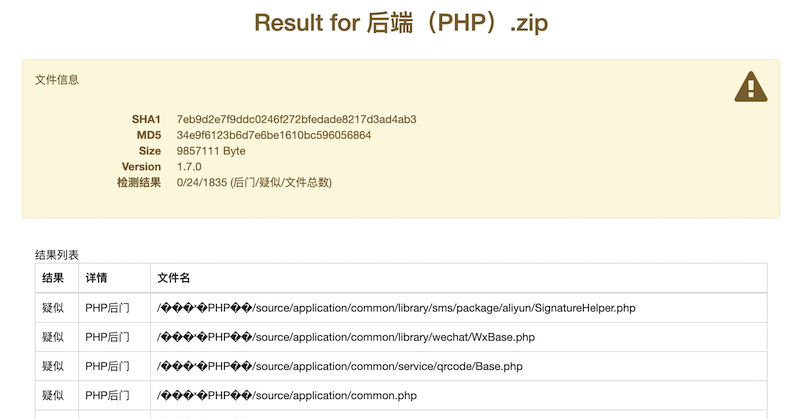 Result for 后端（PHP）.zip
文件信息
SHA1 7eb9d2e7f9ddc0246f272bfedade8217d3ad4ab3
MD5 34e9f6123b6d7e6be1610bc596056864
Size 9857111 Byte
Version 1.7.0
检测结果 0/24/1835 (后门/疑似/文件总数)
结果列表
结果 详情 文件名
疑似 PHP后门 /���˵�PHP��/source/application/common/library/sms/package/aliyun/SignatureHelper.php
疑似 PHP后门 /���˵�PHP��/source/application/common/library/wechat/WxBase.php
疑似 PHP后门 /���˵�PHP��/source/application/common/service/qrcode/Base.php
疑似 PHP后门 /���˵�PHP��/source/application/common.php